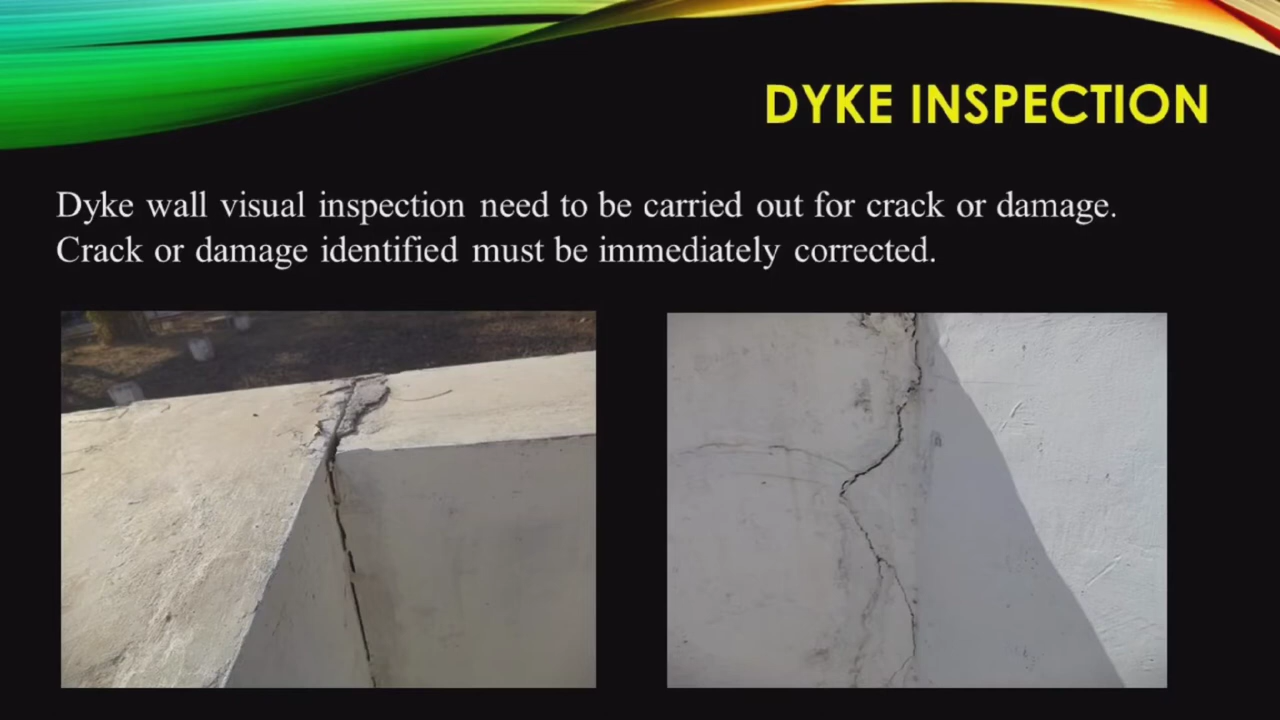 DYKE INSPECTION
Dyke wall visual inspection need to be carried out for crack or damage.
Crack or damage identified must be immediately corrected.